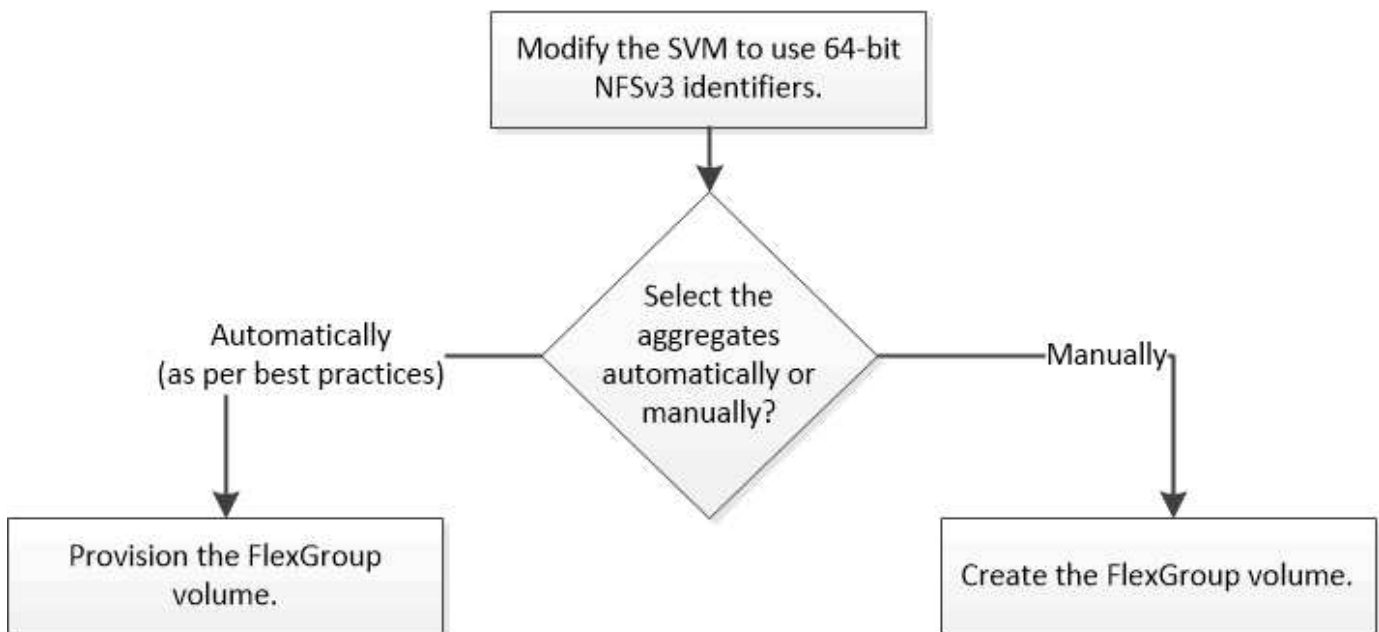 Modify the SVM to use 64-bit
NFSv3 identifiers.
Select the
aggregates
automatically or
manually?
Automatically
(as per best practices)
Manually
Provision the FlexGroup
volume.
Create the FlexGroup volume.